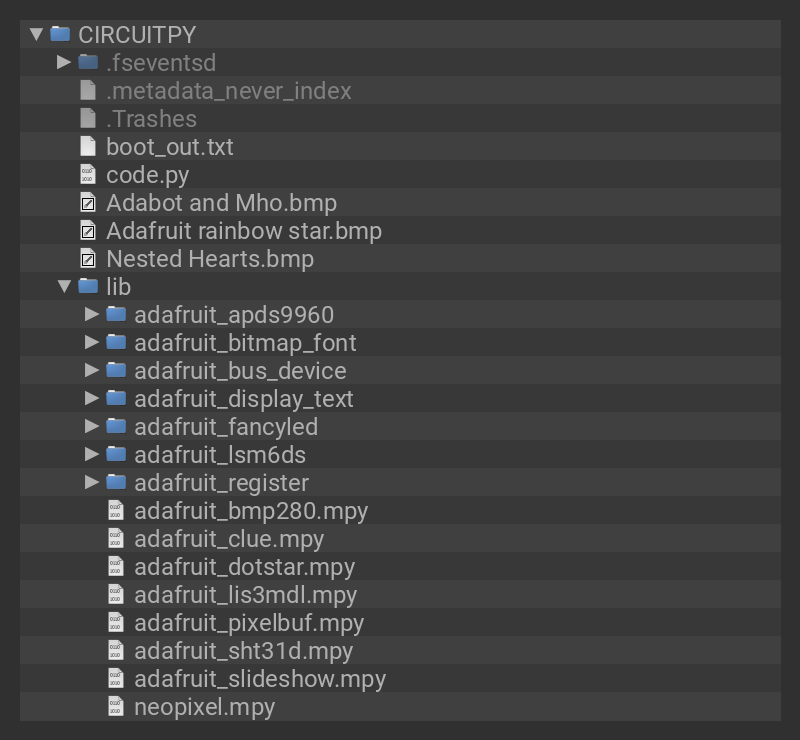 CIRCUITPY
.fseventsd
.metadata_never_index
.Trashes
boot_out.txt
code.py
Adabot and Mho.bmp
Adafruit rainbow star.bmp
Nested Hearts.bmp
lib
adafruit_apds9960
adafruit_bitmap_font
adafruit_bus_device
adafruit_display_text
adafruit_fancyled
adafruit_lsm6ds
adafruit_register
adafruit_bmp280.mpy
adafruit_clue.mpy
adafruit_dotstar.mpy
adafruit_lis3mdl.mpy
adafruit_pixelbuf.mpy
adafruit_sht31d.mpy
adafruit_slideshow.mpy
neopixel.mpy